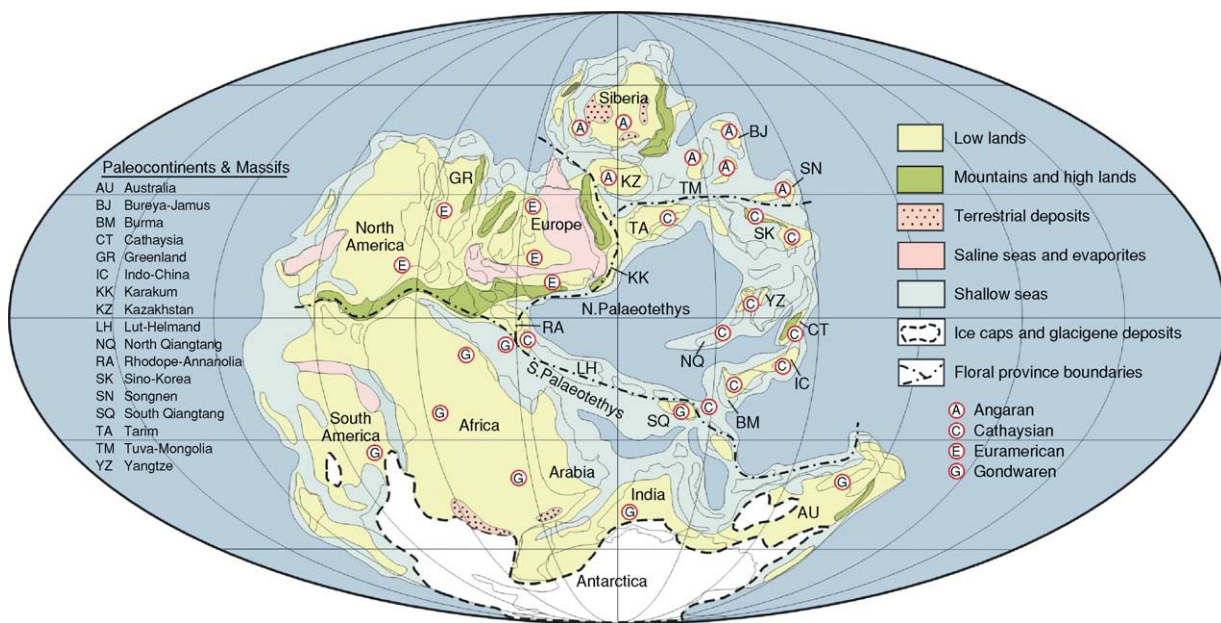 Paleocontinents & Massifs
AU Australia
BJ Bureya-Jamus
BM Burma
CT Cathaysia
GR Greenland
IC Indo-China
KK Karakum
KZ Kazakhstan
LH Lut-Helmand
NQ North Qiangtang
RA Rhodope-Annanolia
SK Sino-Korea
SN Songnen
SQ South Qiangtang
TA Tarim
TM Tuva-Mongolia
YZ Yangtze
Siberia
A
A
A
BJ
A
A
SN
A
KZ
A
TM
GR
E
E
Europe
North
America
E
E
E
TA
C
C
SK
C
KK
N.Palaeotethys
YZ
C
C
NQ
C
CT
RA
C
G
G
LH
S.Palaeotethys
C
IC
C
BM
C
SQ
G
South
America
G
G
Africa
G
Arabia
India
G
AU
G
Antarctica
Low lands
Mountains and high lands
Terrestrial deposits
Saline seas and evaporites
Shallow seas
Ice caps and glacigene deposits
Floral province boundaries
A Angaran
C Cathaysian
E Euramerican
G Gondwaren